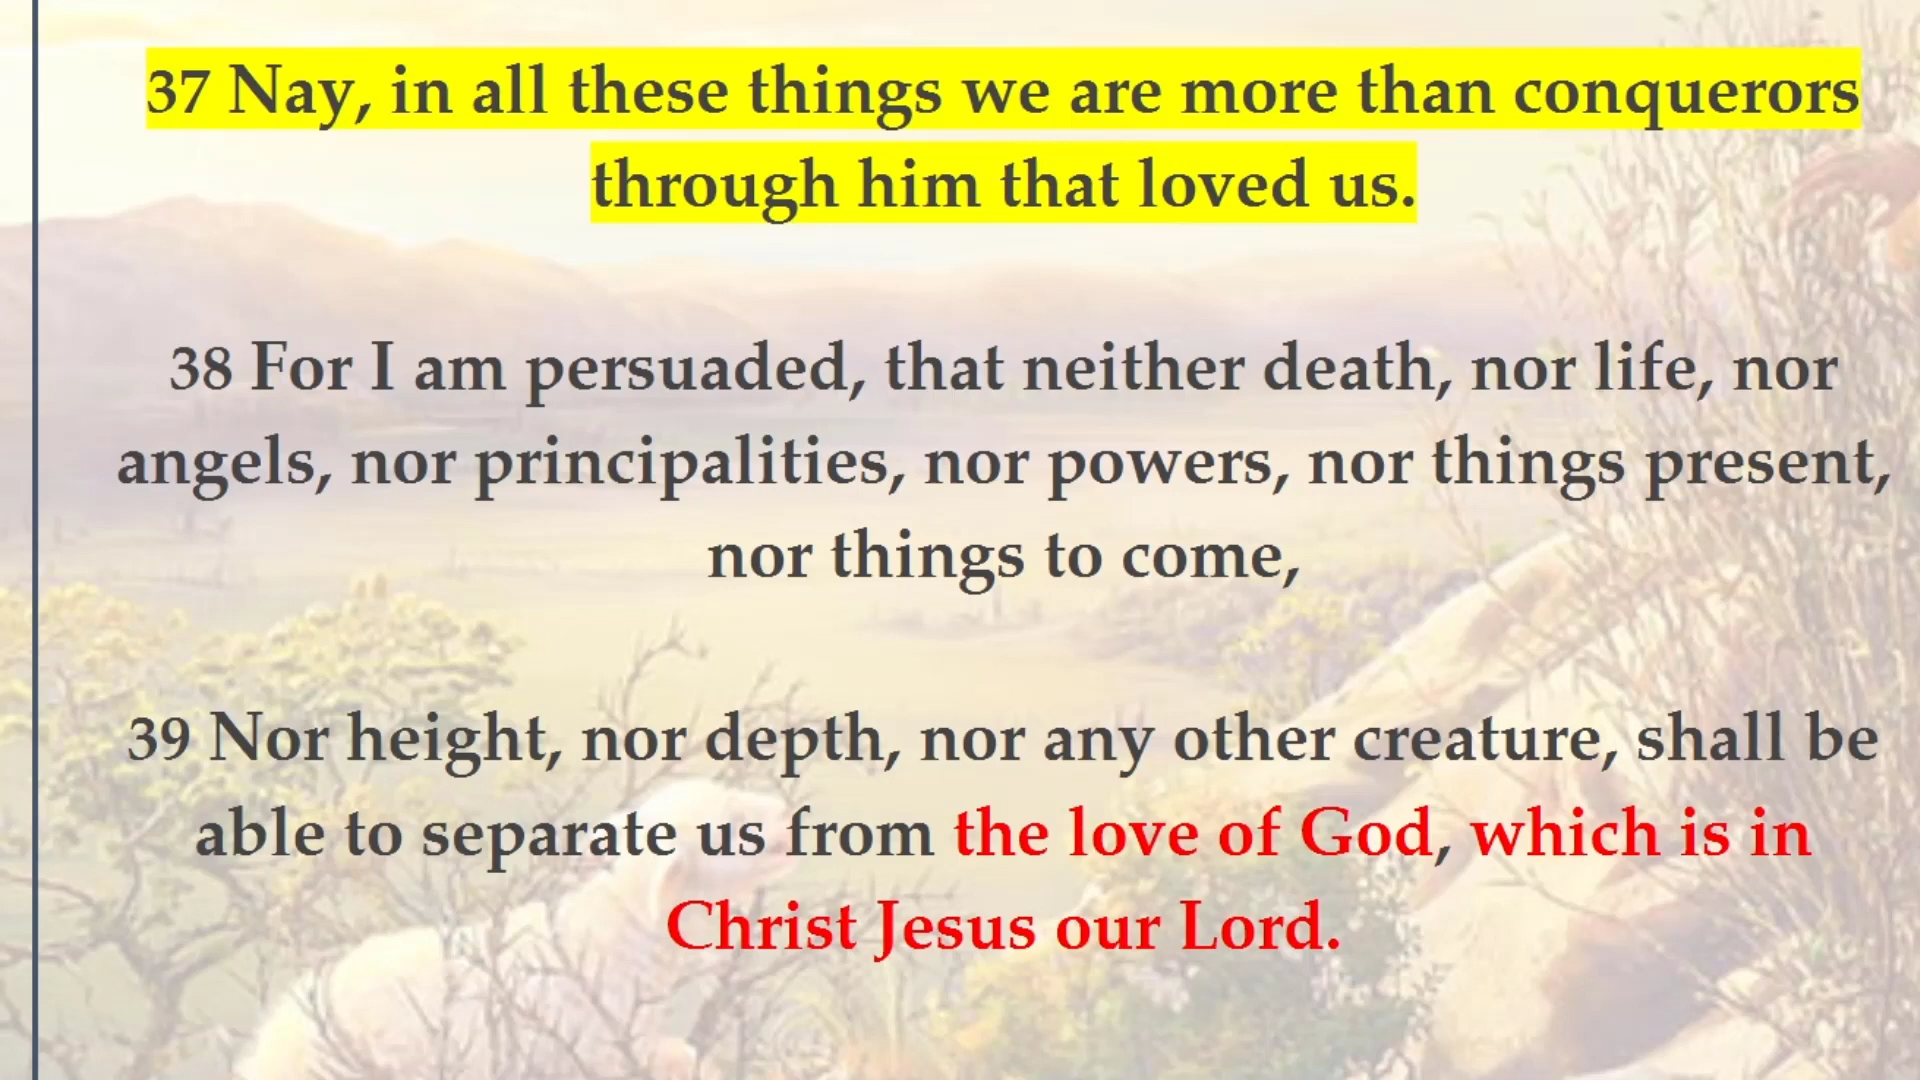 37 Nay, in all these things we are more than conquerors
through him that loved us.
38 For I am persuaded, that neither death, nor life, nor
angels, nor principalities, nor powers, nor things present,
nor things to come,
39 Nor height, nor depth, nor any other creature, shall be
able to separate us from the love of God, which is in
Christ Jesus our Lord.